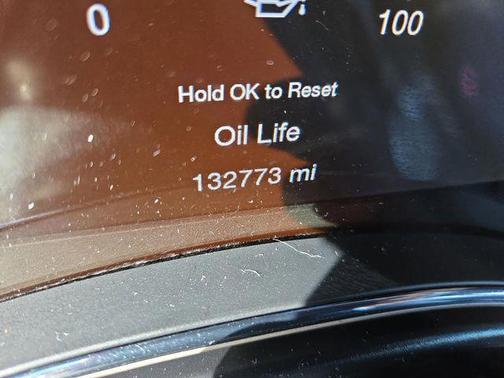 0 100
Hold OK to Reset
Oil Life
132773 mi